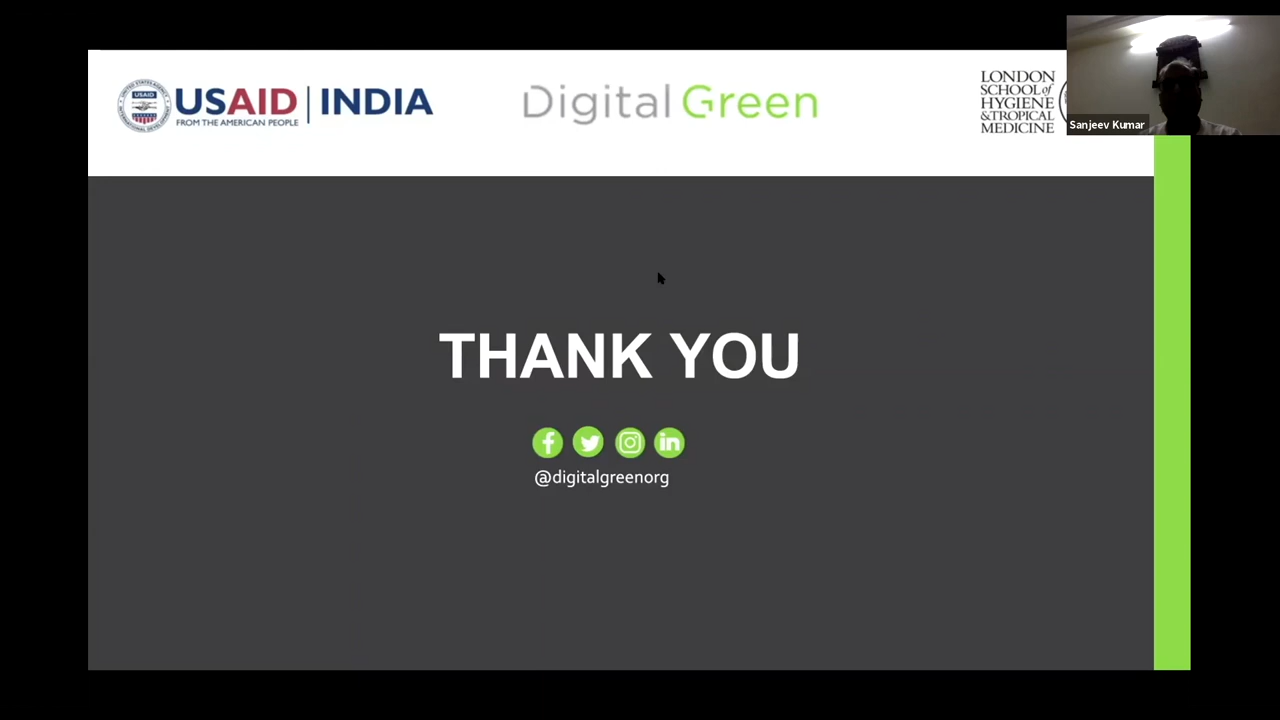 USAID | INDIA
FROM THE AMERICAN PEOPLE
USAID
Digital Green
LONDON
SCHOOL of
HYGIENE
& TROPICAL
MEDICINE
Sanjeev Kumar
THANK YOU
@digitalgreenorg